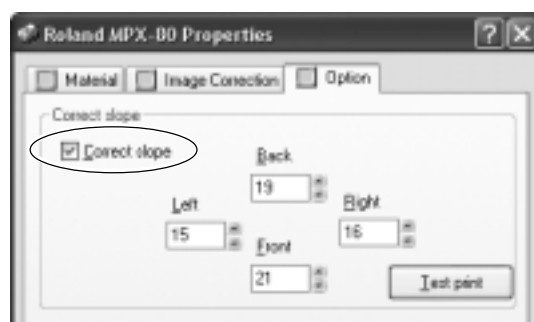 Roland MPX-80 Properties
Material Image Correction Option
Correct slope
Correct slope
Back
19
Left
Right
15
16
Front
21
Test print